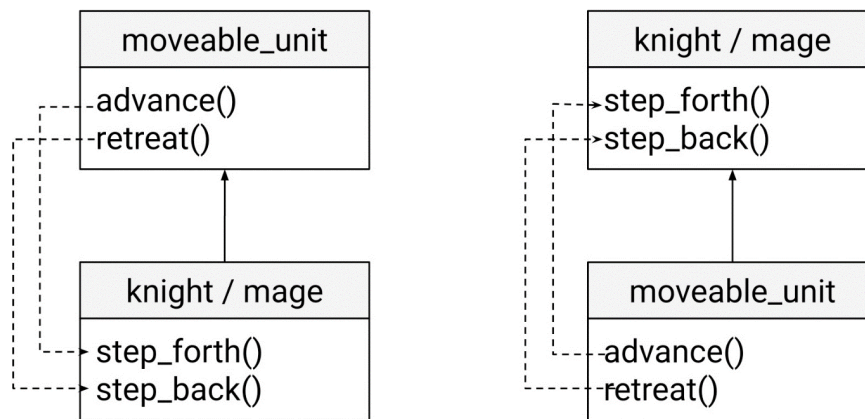 moveable_unit
advance()
retreat()
knight / mage
step_forth()
step_back()
knight / mage
step_forth()
step_back()
moveable_unit
advance()
retreat()